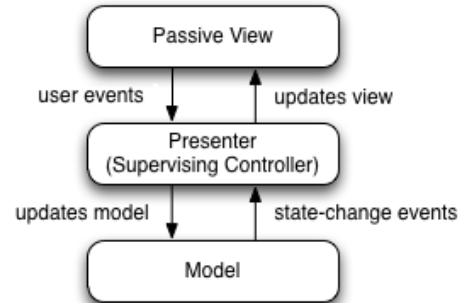 Passive View
user events
updates view
Presenter
(Supervising Controller)
updates model
state-change events
Model